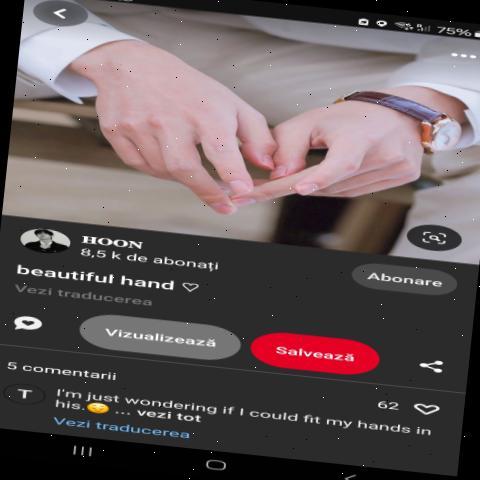 75%
HOON
8,5 k de abonați
Abonare
beautiful hand ♡
Vezi traducerea
Vizualizează
Salvează
5 comentarii
T
I'm just wondering if I could fit my hands in
his.😳 ... vezi tot
62
Vezi traducerea